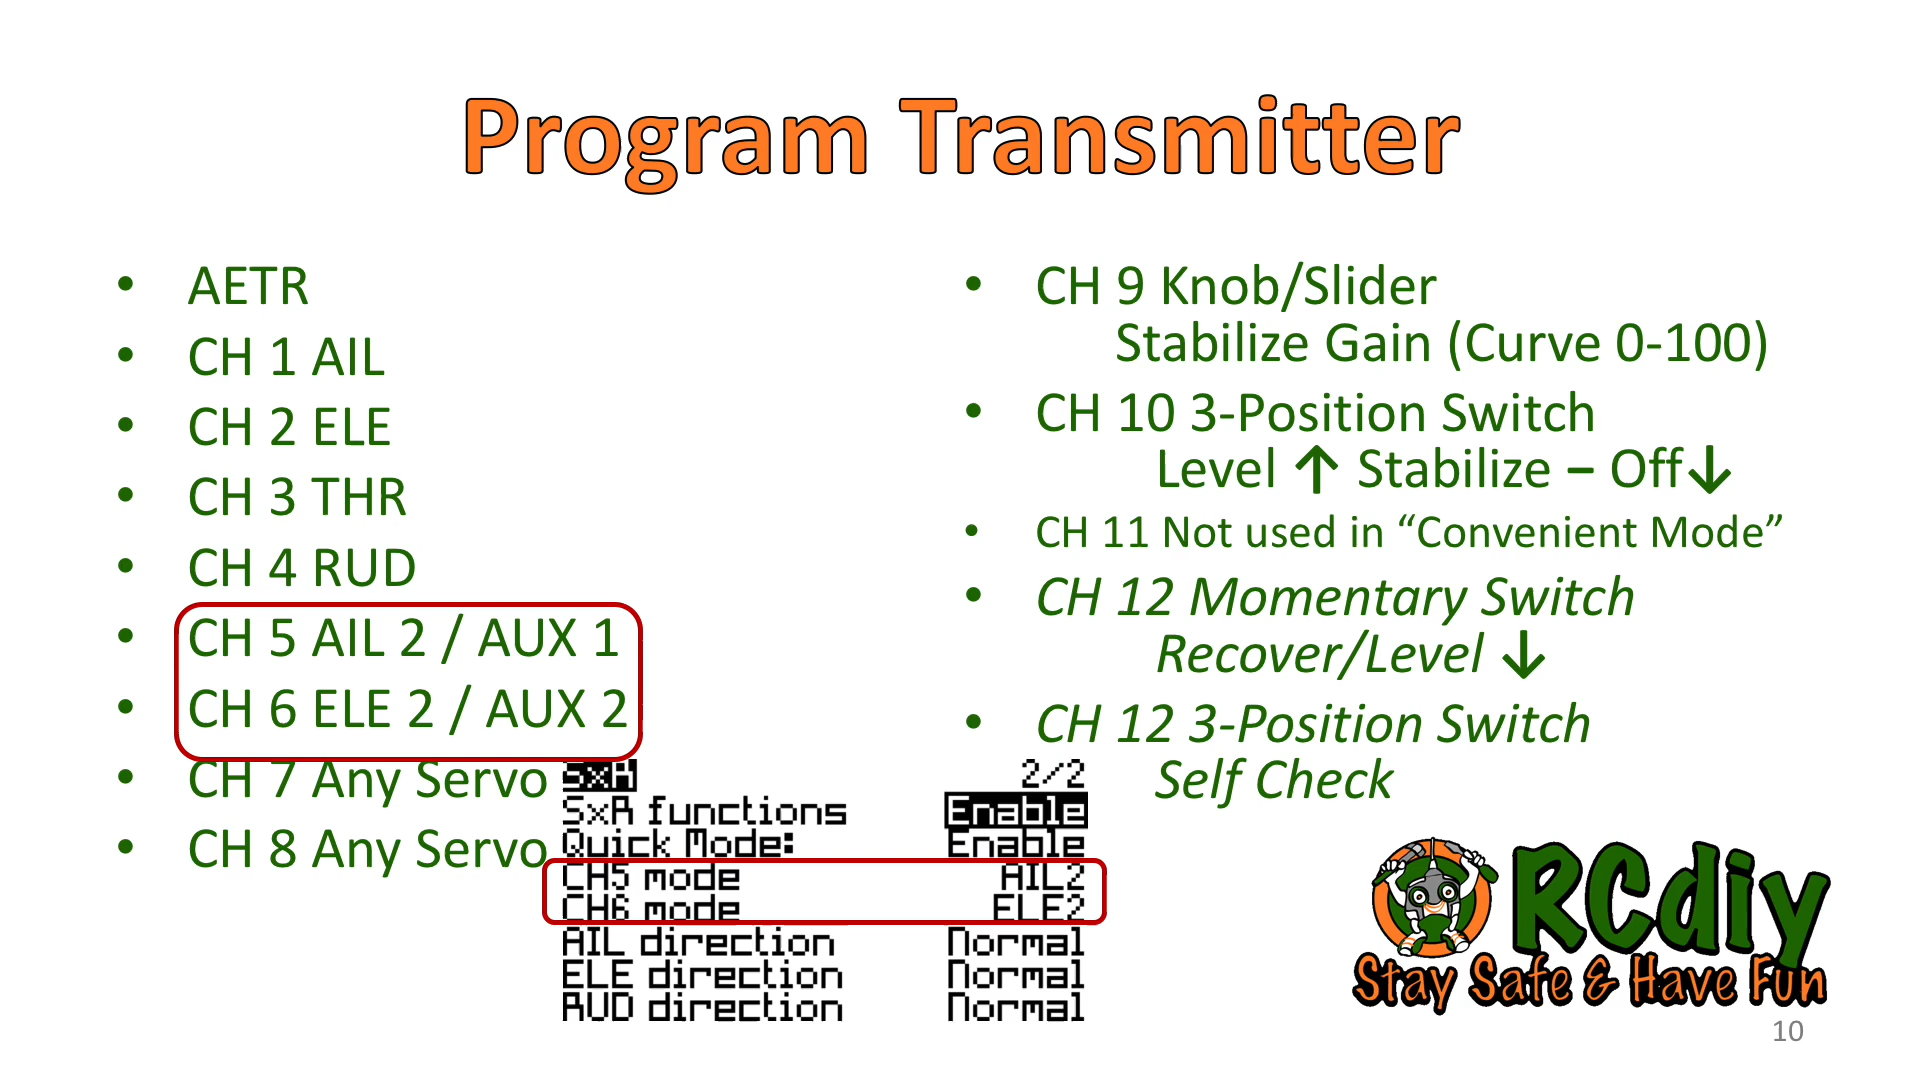 Program Transmitter
• AETR
• CH 1 AIL
• CH 2 ELE
• CH 3 THR
• CH 4 RUD
• CH 5 AIL 2 / AUX 1
• CH 6 ELE 2 / AUX 2
• CH 7 Any Servo
• CH 8 Any Servo
SxR 2/2
SxR functions Enable
Quick Mode: Enable
CH5 mode AIL2
CH6 mode ELE2
AIL direction Normal
ELE direction Normal
RUD direction Normal
• CH 9 Knob/Slider
Stabilize Gain (Curve 0-100)
• CH 10 3-Position Switch
Level ↑ Stabilize – Off↓
• CH 11 Not used in “Convenient Mode”
• CH 12 Momentary Switch
Recover/Level ↓
• CH 12 3-Position Switch
Self Check
RCdiy
Stay Safe & Have Fun
10